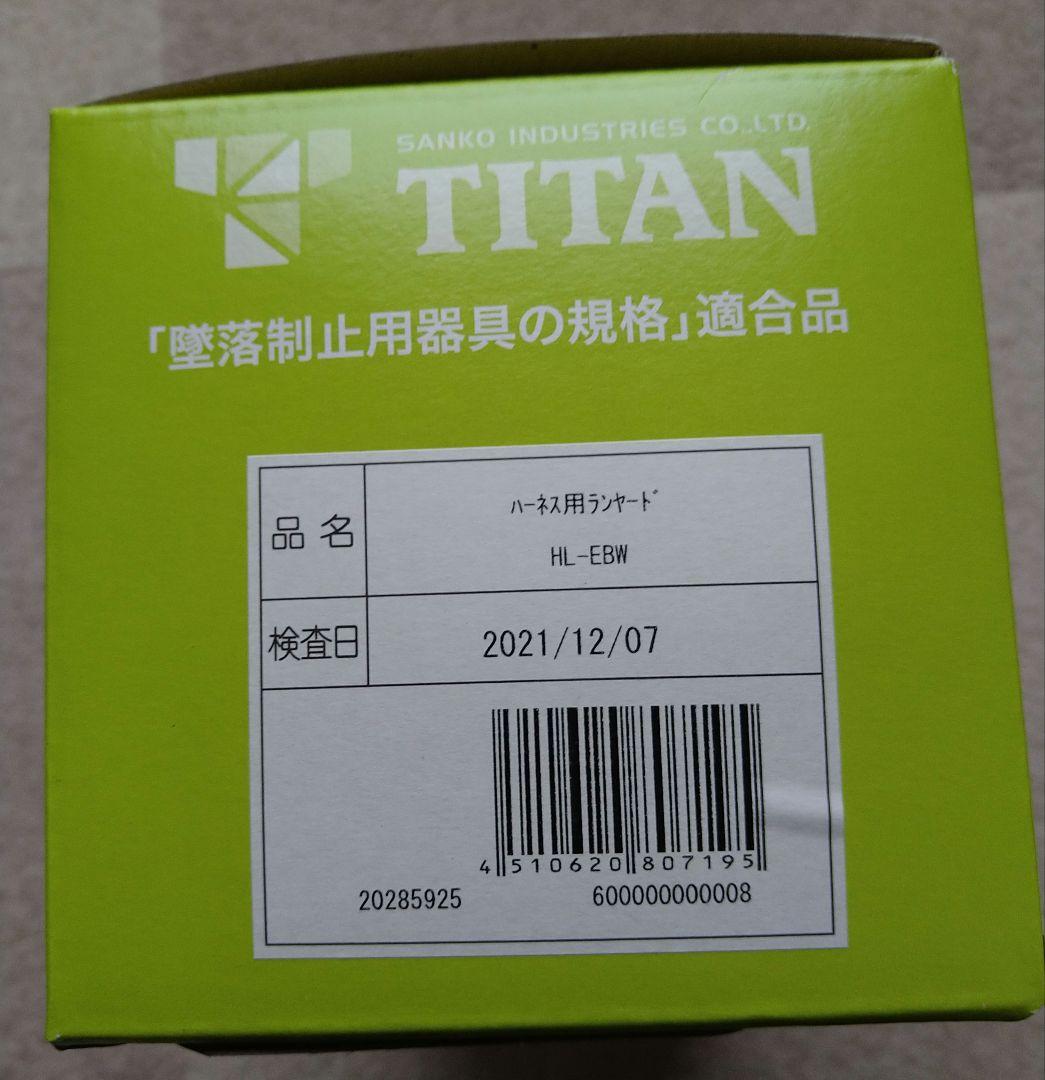 SANKO INDUSTRIES CO.,LTD.
TITAN
「墜落制止用器具の規格」適合品
品名 ﾊｰﾈｽ用ﾗﾝﾔｰﾄﾞ
HL-EBW
検査日 2021/12/07
4 510620 807195
20285925 600000000008